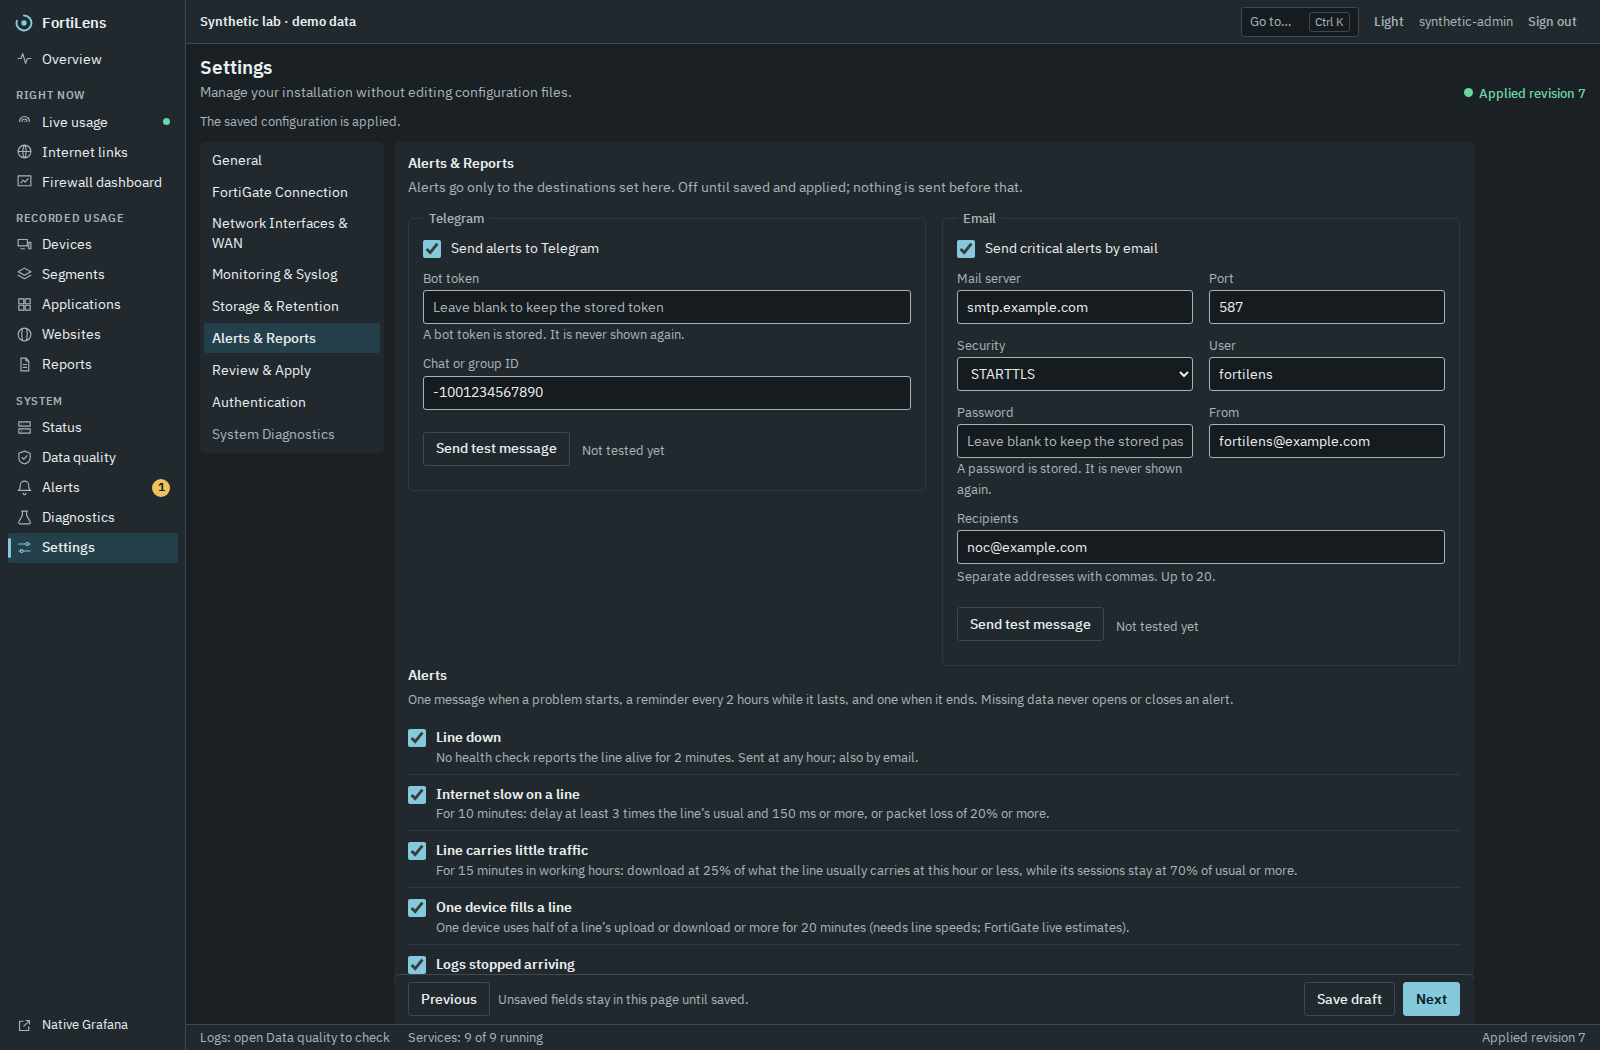 FortiLens
Synthetic lab · demo data
Go to...
Ctrl K
Light
synthetic-admin
Sign out
Overview
RIGHT NOW
Live usage
Internet links
Firewall dashboard
RECORDED USAGE
Devices
Segments
Applications
Websites
Reports
SYSTEM
Status
Data quality
Alerts
1
Diagnostics
Settings
Native Grafana
Settings
Manage your installation without editing configuration files.
Applied revision 7
The saved configuration is applied.
General
FortiGate Connection
Network Interfaces &
WAN
Monitoring & Syslog
Storage & Retention
Alerts & Reports
Review & Apply
Authentication
System Diagnostics
Alerts & Reports
Alerts go only to the destinations set here. Off until saved and applied; nothing is sent before that.
Telegram
Send alerts to Telegram
Bot token
Leave blank to keep the stored token
A bot token is stored. It is never shown again.
Chat or group ID
-1001234567890
Send test message
Not tested yet
Email
Send critical alerts by email
Mail server
Port
smtp.example.com
587
Security
User
STARTTLS
fortilens
Password
From
Leave blank to keep the stored pas
fortilens@example.com
A password is stored. It is never shown
again.
Recipients
noc@example.com
Separate addresses with commas. Up to 20.
Send test message
Not tested yet
Alerts
One message when a problem starts, a reminder every 2 hours while it lasts, and one when it ends. Missing data never opens or closes an alert.
Line down
No health check reports the line alive for 2 minutes. Sent at any hour; also by email.
Internet slow on a line
For 10 minutes: delay at least 3 times the line's usual and 150 ms or more, or packet loss of 20% or more.
Line carries little traffic
For 15 minutes in working hours: download at 25% of what the line usually carries at this hour or less, while its sessions stay at 70% of usual or more.
One device fills a line
One device uses half of a line's upload or download or more for 20 minutes (needs line speeds; FortiGate live estimates).
Logs stopped arriving
Previous
Unsaved fields stay in this page until saved.
Save draft
Next
Logs: open Data quality to check
Services: 9 of 9 running
Applied revision 7